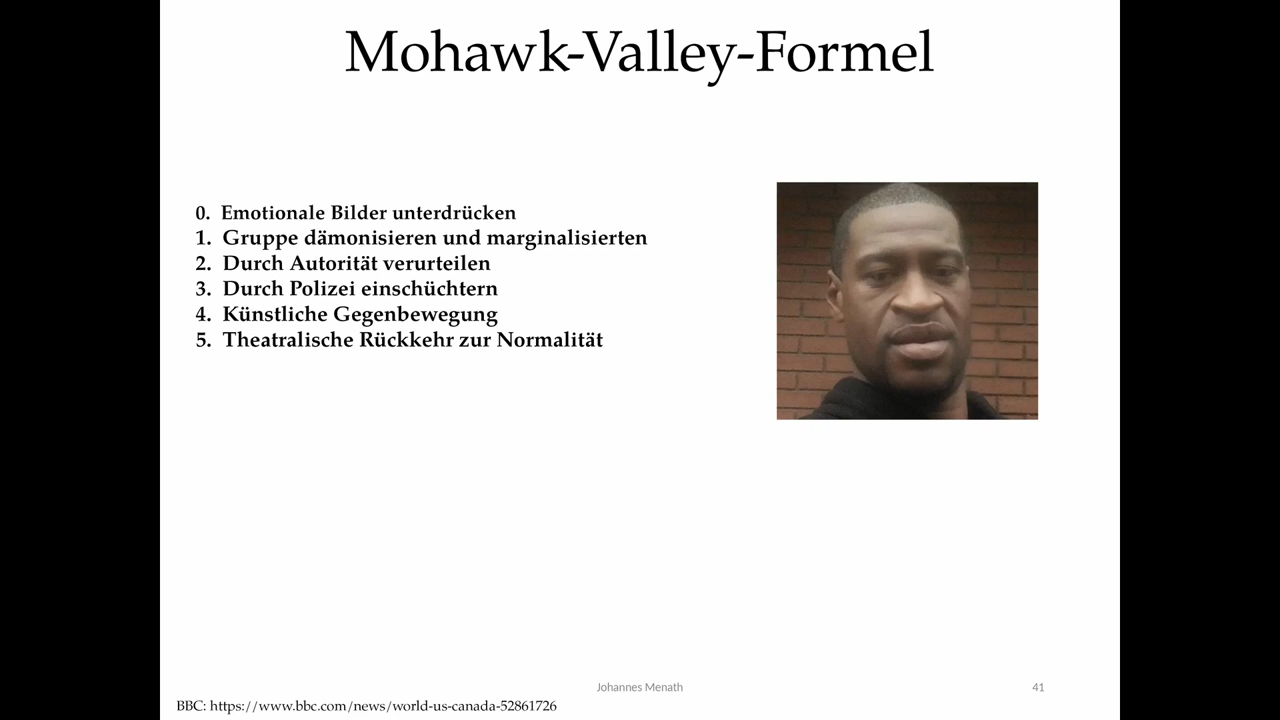 Mohawk-Valley-Formel
0. Emotionale Bilder unterdrücken
1. Gruppe dämonisieren und marginalisierten
2. Durch Autorität verurteilen
3. Durch Polizei einschüchtern
4. Künstliche Gegenbewegung
5. Theatralische Rückkehr zur Normalität
Johannes Menath
41
BBC: https://www.bbc.com/news/world-us-canada-52861726